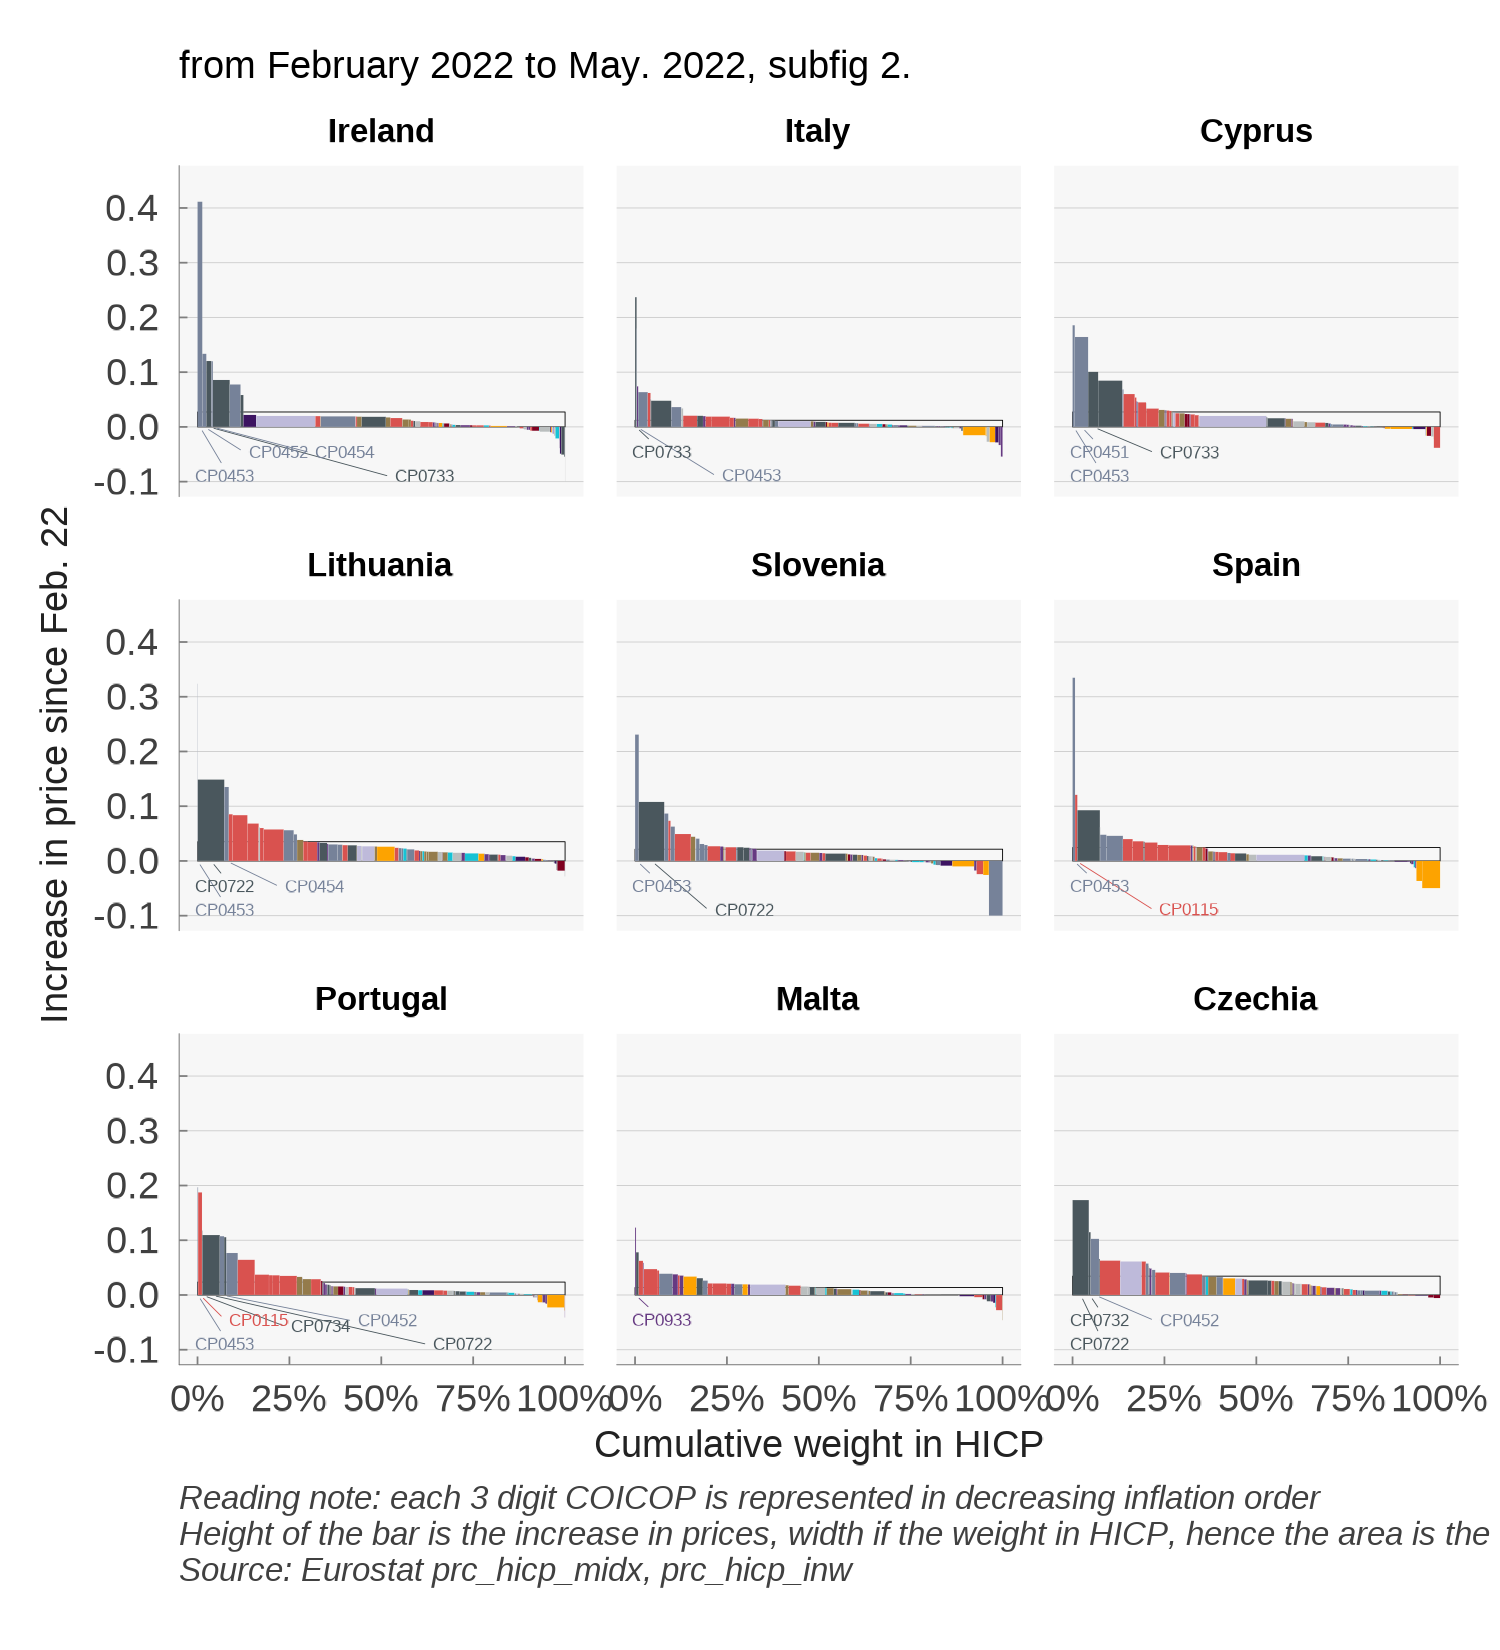 from February 2022 to May. 2022, subfig 2.
Ireland
Italy
Cyprus
0.4
0.3
0.2
0.1
0.0
-0.1
CP0452
CP0454
CP0453
CP0733
CP0733
CP0453
CP0451
CP0733
CP0453
Increase in price since Feb. 22
Lithuania
Slovenia
Spain
0.4
0.3
0.2
0.1
0.0
-0.1
CP0722
CP0454
CP0453
CP0453
CP0722
CP0453
CP0115
Portugal
Malta
Czechia
0.4
0.3
0.2
0.1
0.0
-0.1
CP0115
CP0734
CP0452
CP0453
CP0722
CP0933
CP0732
CP0452
CP0722
0% 25% 50% 75% 100%
0% 25% 50% 75% 100%
0% 25% 50% 75% 100%
Cumulative weight in HICP
Reading note: each 3 digit COICOP is represented in decreasing inflation order
Height of the bar is the increase in prices, width if the weight in HICP, hence the area is the
Source: Eurostat prc_hicp_midx, prc_hicp_inw